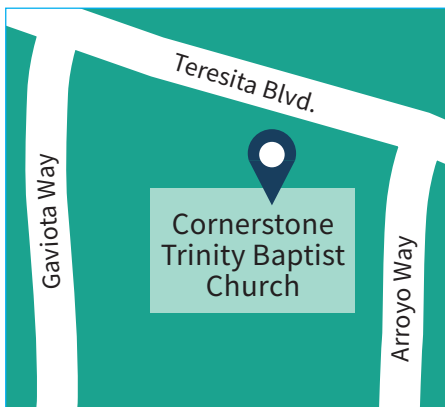 Teresita Blvd.
Gaviota Way
Cornerstone
Trinity Baptist
Church
Arroyo Way